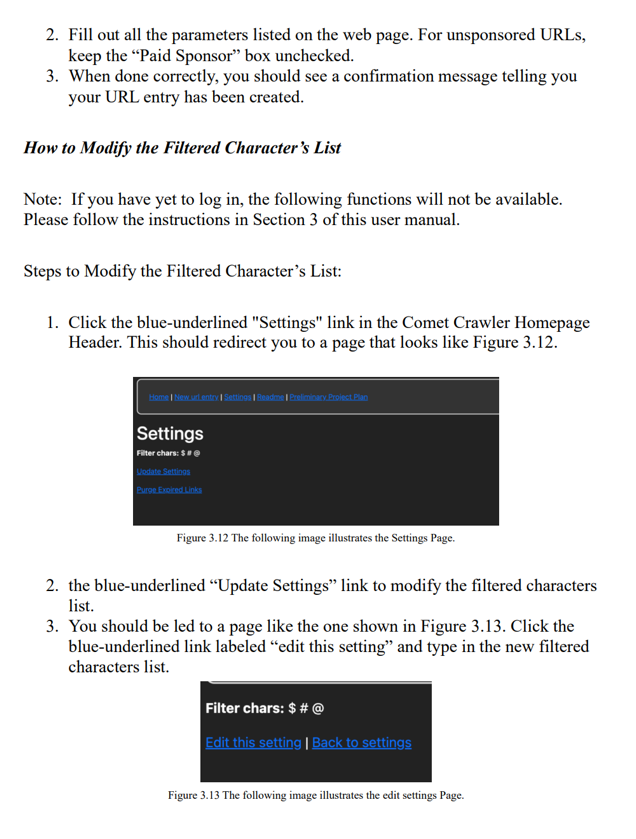 2. Fill out all the parameters listed on the web page. For unsponsored URLs,
keep the “Paid Sponsor” box unchecked.
3. When done correctly, you should see a confirmation message telling you
your URL entry has been created.
How to Modify the Filtered Character’s List
Note:  If you have yet to log in, the following functions will not be available.
Please follow the instructions in Section 3 of this user manual.
Steps to Modify the Filtered Character’s List:
1. Click the blue-underlined "Settings" link in the Comet Crawler Homepage
Header. This should redirect you to a page that looks like Figure 3.12.
Home | New url entry | Settings | Readme | Preliminary Project Plan
Settings
Filter chars: $ # @
Update Settings
Purge Expired Links
Figure 3.12 The following image illustrates the Settings Page.
2. the blue-underlined “Update Settings” link to modify the filtered characters
list.
3. You should be led to a page like the one shown in Figure 3.13. Click the
blue-underlined link labeled “edit this setting” and type in the new filtered
characters list.
Filter chars: $ # @
Edit this setting | Back to settings
Figure 3.13 The following image illustrates the edit settings Page.